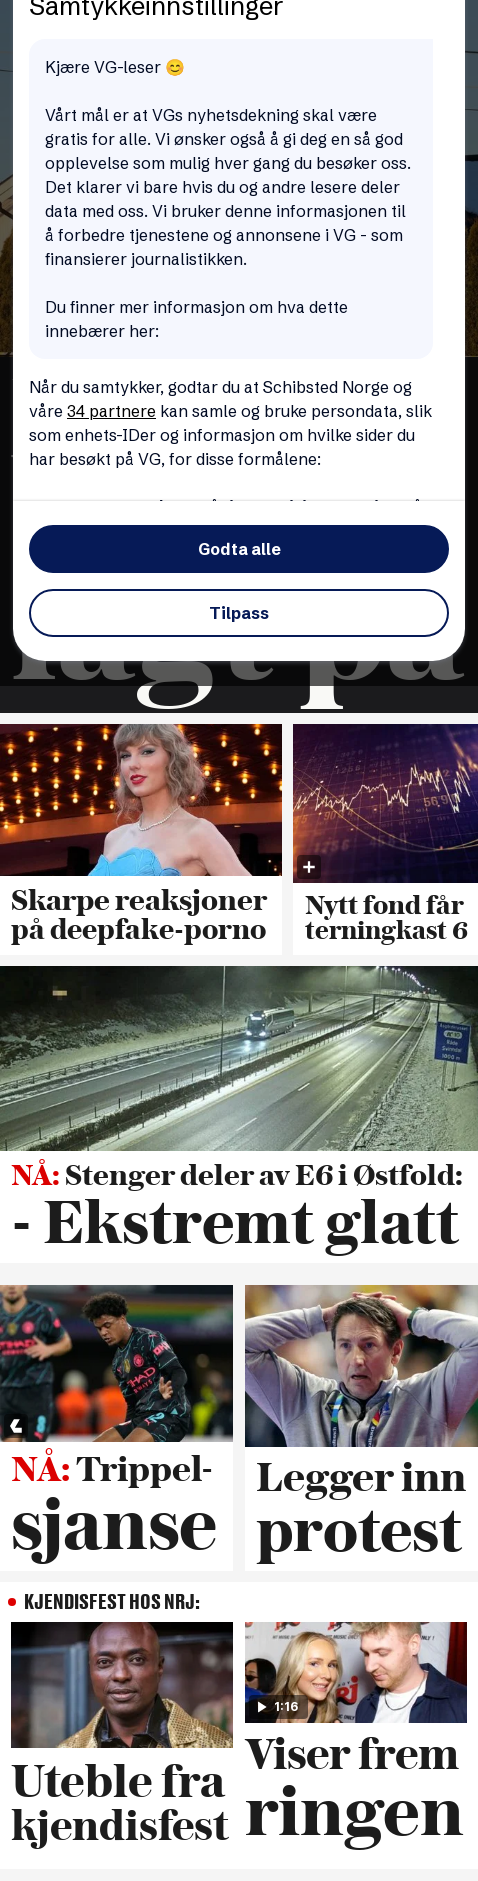 Samtykkeinnstillinger
Kjære VG-leser 😊
Vårt mål er at VGs nyhetsdekning skal være
gratis for alle. Vi ønsker også å gi deg en så god
opplevelse som mulig hver gang du besøker oss.
Det klarer vi bare hvis du og andre lesere deler
data med oss. Vi bruker denne informasjonen til
å forbedre tjenestene og annonsene i VG - som
finansierer journalistikken.
Du finner mer informasjon om hva dette
innebærer her:
Når du samtykker, godtar du at Schibsted Norge og
våre 34 partnere kan samle og bruke persondata, slik
som enhets-IDer og informasjon om hvilke sider du
har besøkt på VG, for disse formålene:
Godta alle
Tilpass
lagt på
Skarpe reaksjoner
på deepfake-porno
Nytt fond får
terningkast 6
NÅ: Stenger deler av E6 i Østfold:
- Ekstremt glatt
NÅ: Trippel-
sjanse
Legger inn
protest
KJENDISFEST HOS NRJ:
1:16
Uteble fra
kjendisfest
Viser frem
ringen